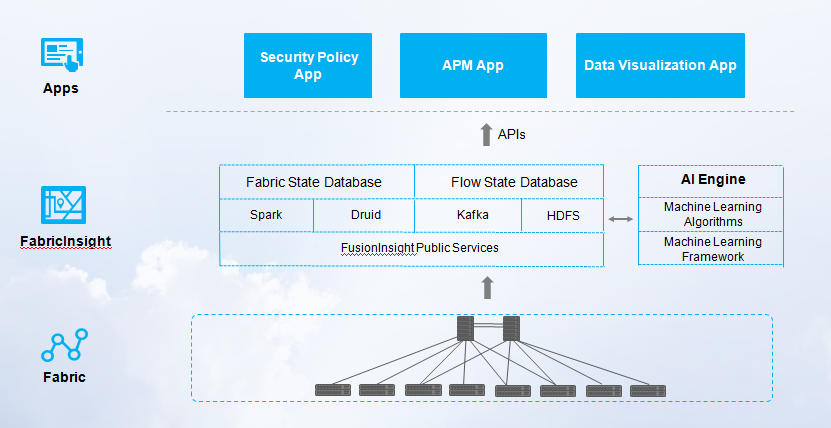 Apps
Security Policy
App
APM App
Data Visualization App
APIs
FabricInsight
Fabric State Database
Flow State Database
Spark
Druid
Kafka
HDFS
FusionInsight Public Services
AI Engine
Machine Learning
Algorithms
Machine Learning
Framework
Fabric